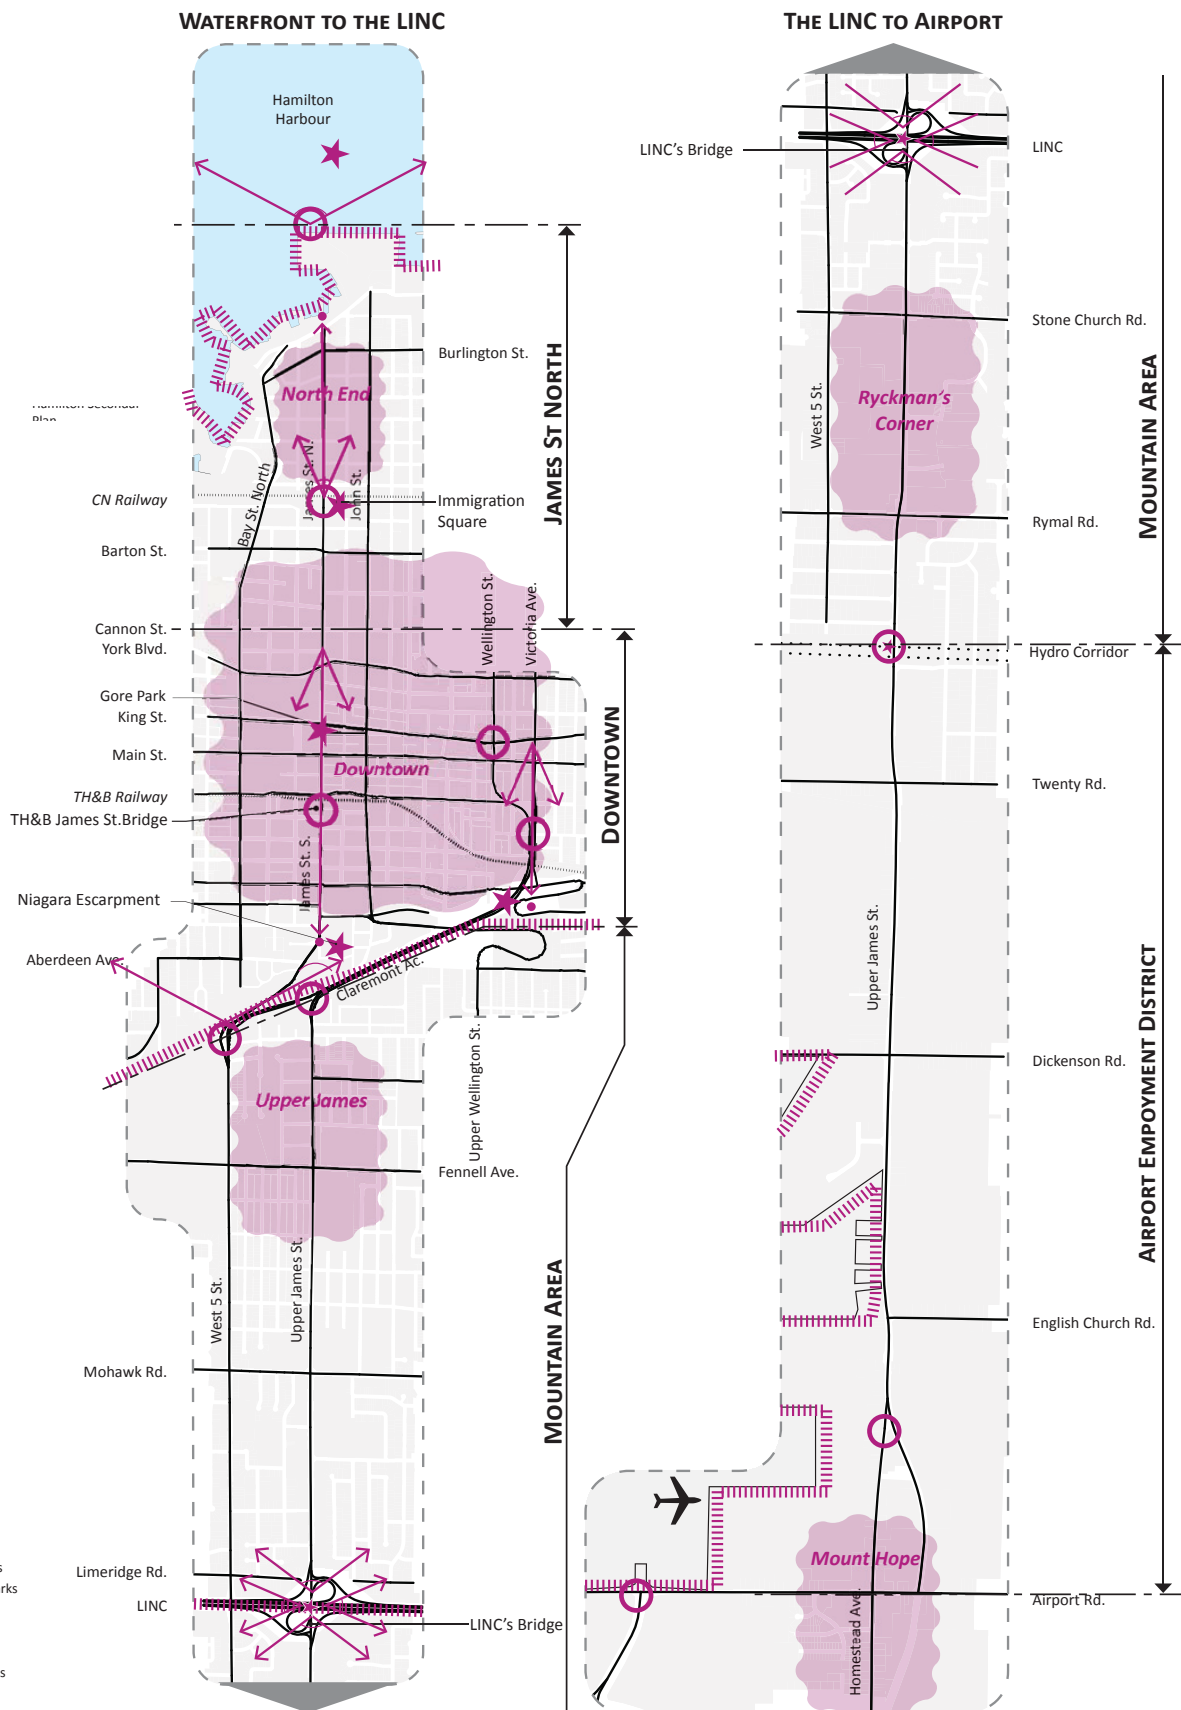 WATERFRONT TO THE LINC
Hamilton
Harbour
Burlington St.
North End
James St. N.
John St.
Bay St. North
CN Railway
Immigration
Square
JAMES ST NORTH
Barton St.
Wellington St.
Victoria Ave.
Cannon St.
York Blvd.
Gore Park
King St.
Main St.
Downtown
TH&B Railway
TH&B James St.Bridge
DOWNTOWN
James St. S.
Niagara Escarpment
Aberdeen Ave.
Claremont Ac.
Upper James
Upper Wellington St.
Fennell Ave.
West 5 St.
Upper James St.
MOUNTAIN AREA
Mohawk Rd.
Limeridge Rd.
LINC
LINC's Bridge
THE LINC TO AIRPORT
LINC's Bridge
LINC
Stone Church Rd.
West 5 St.
Ryckman's
Corner
MOUNTAIN AREA
Rymal Rd.
Hydro Corridor
Twenty Rd.
Upper James St.
Dickenson Rd.
AIRPORT EMPOYMENT DISTRICT
English Church Rd.
Mount Hope
Airport Rd.
Homestead Ave.